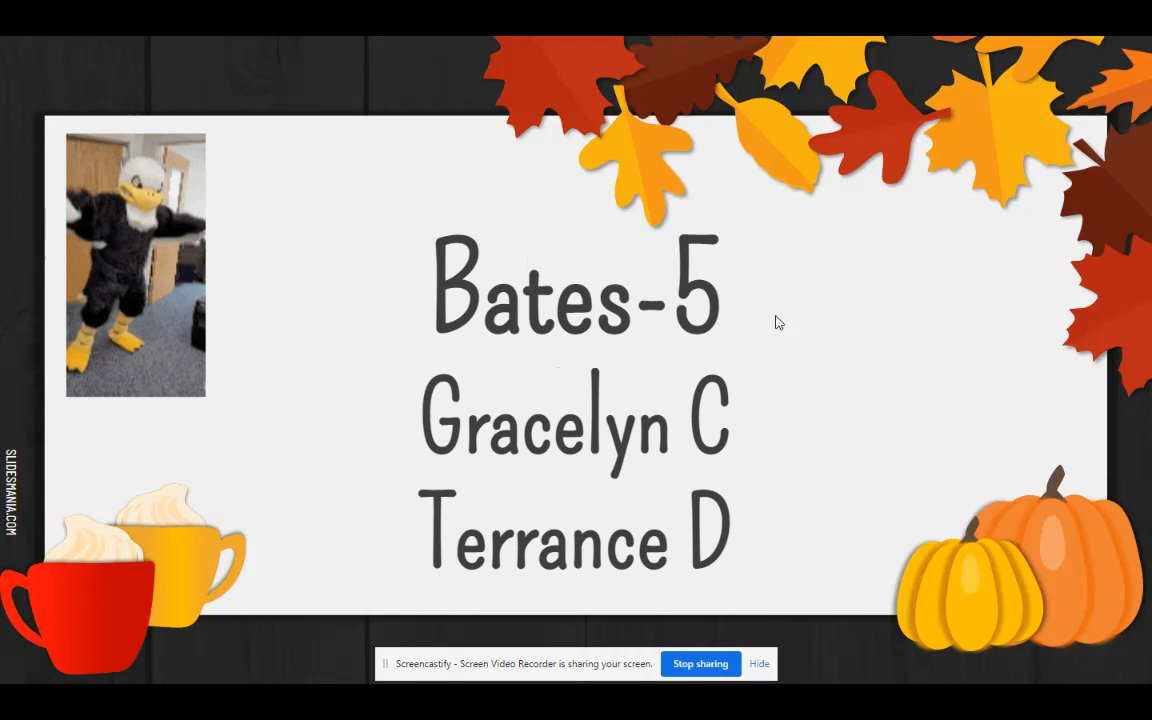 Bates-5
Gracelyn C
Terrance D
SLIDESMANIA.COM
Screencastify - Screen Video Recorder is sharing your screen.
Stop sharing
Hide